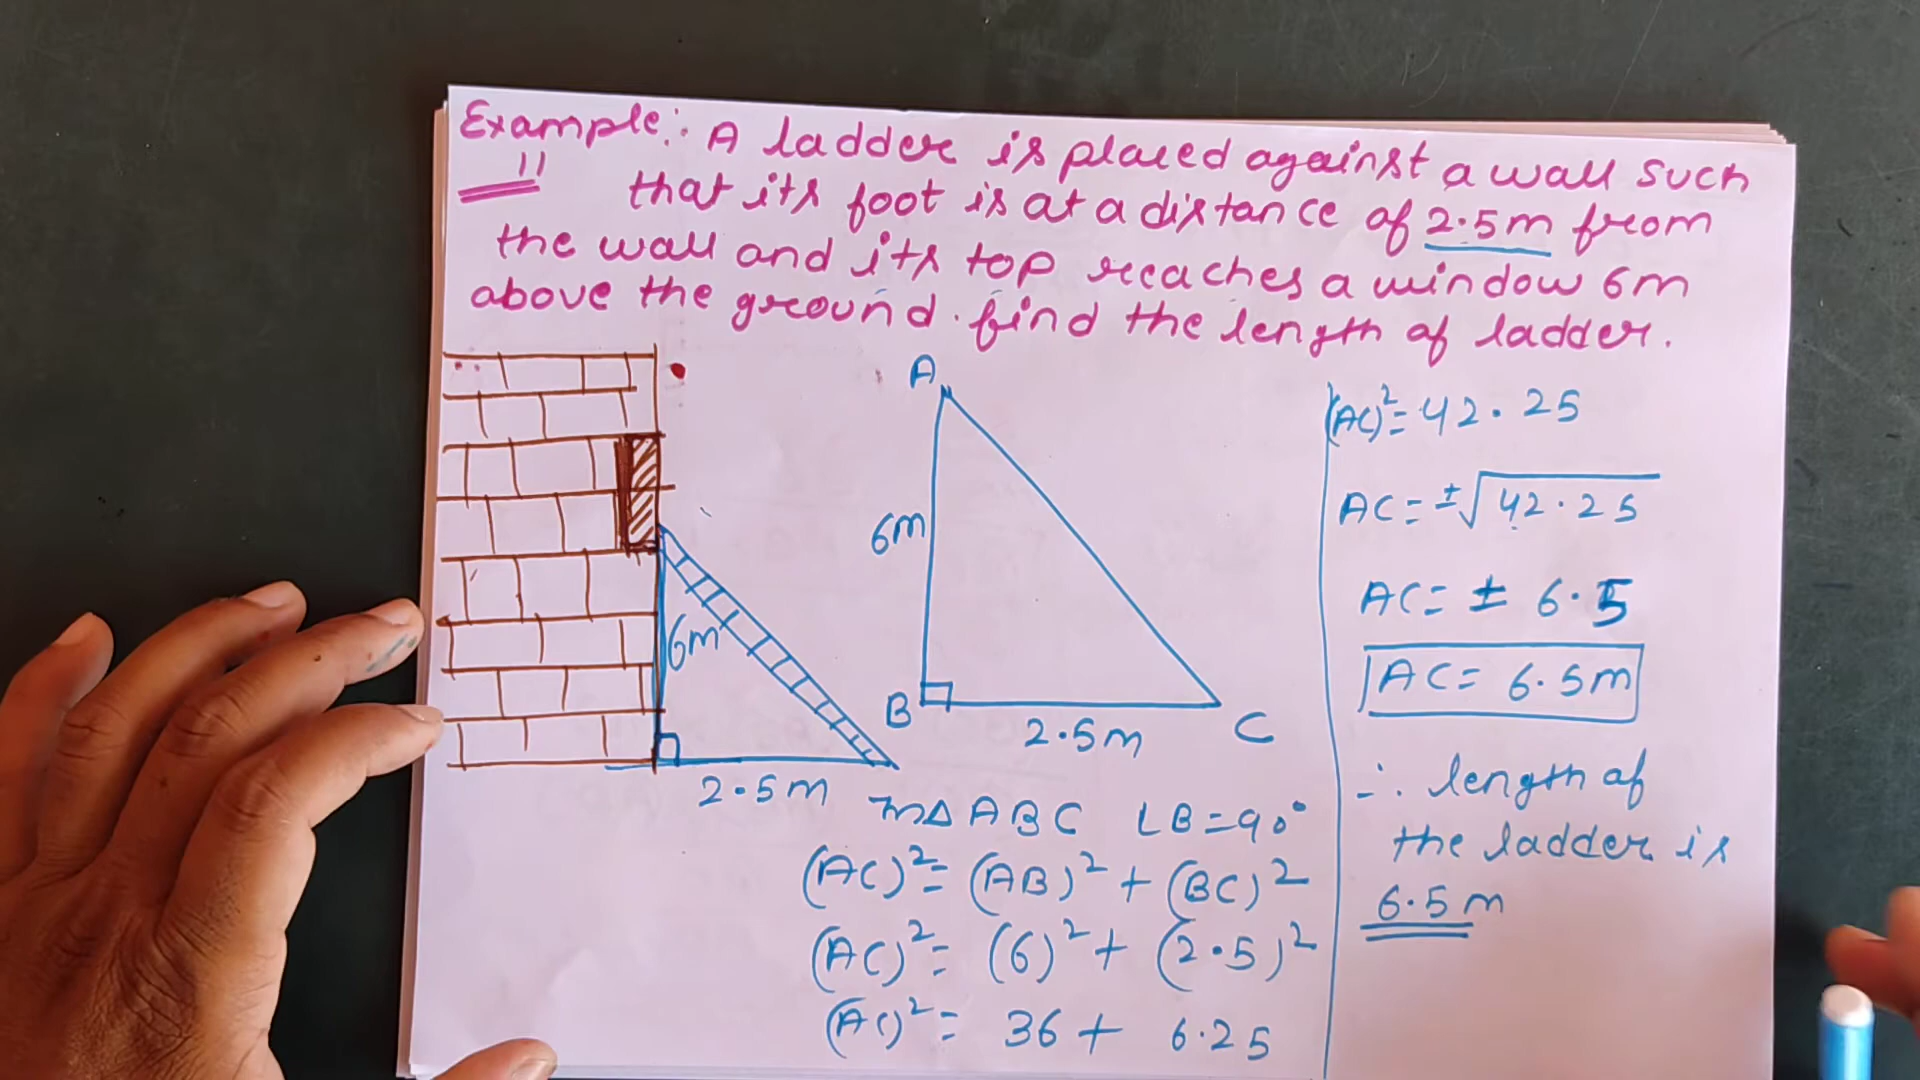 Example:. A ladder is placed against a wall such
11 that its foot is at a distance of 2.5m from
the wall and its top reaches a window 6m
above the ground. find the length of ladder.
6m
2.5m
A
6m
B
2.5m
C
In △ABC ∠B=90°
(AC)²= (AB)² + (BC)²
(AC)²= (6)² + (2.5)²
(AC)²= 36 + 6.25
(AC)²= 42.25
AC= ±√42.25
AC= ± 6.5
AC= 6.5m
∴ length of
the ladder is
6.5m